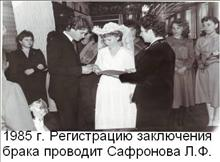 1985 г. Регистрацию заключения
брака проводит Сафронова Л.Ф.